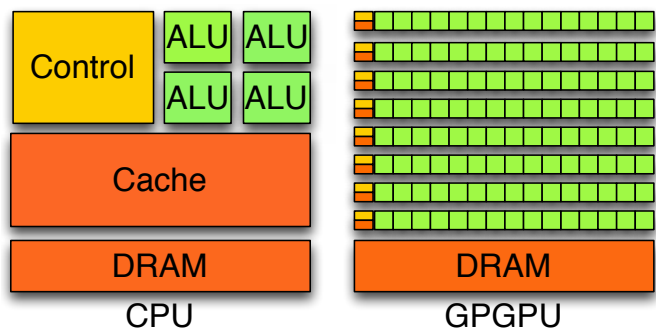 Control
ALU ALU
ALU ALU
Cache
DRAM
CPU
DRAM
GPGPU